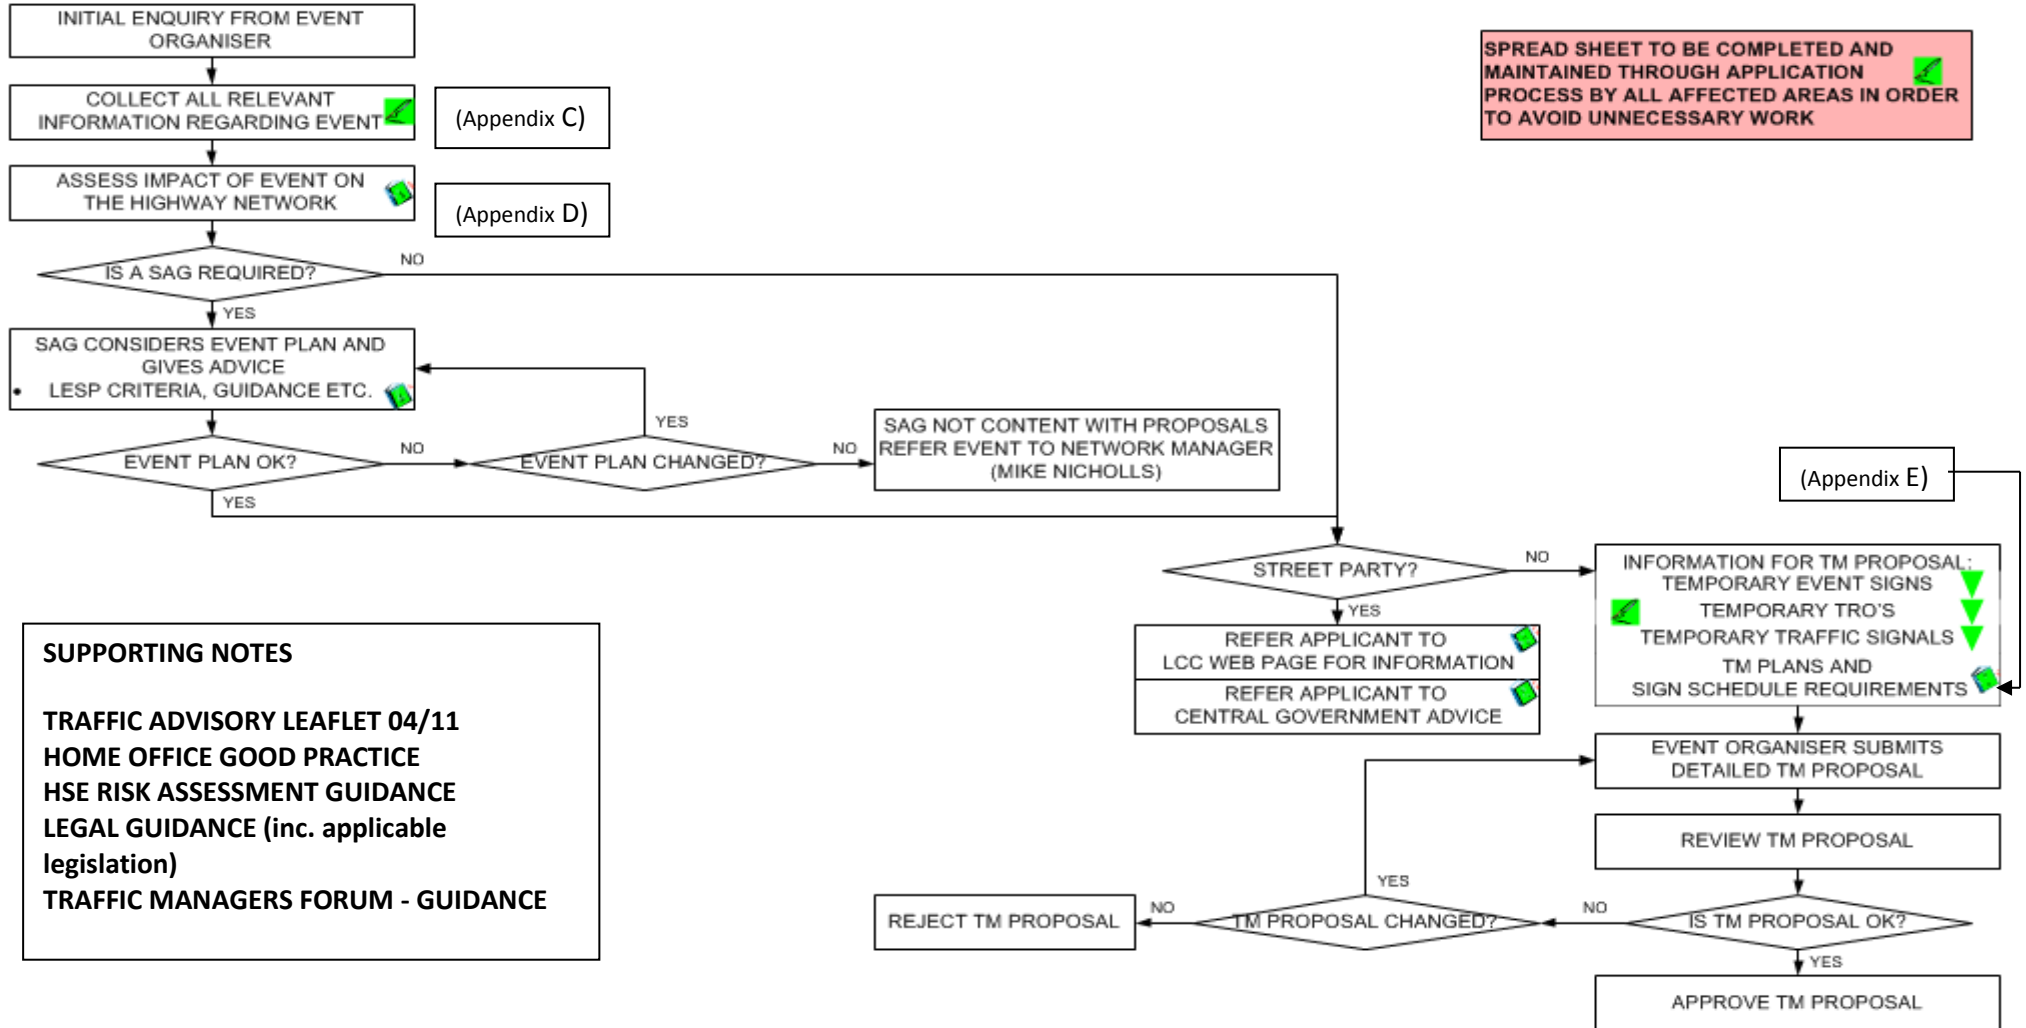 INITIAL ENQUIRY FROM EVENT
ORGANISER
COLLECT ALL RELEVANT
INFORMATION REGARDING EVENT
(Appendix C)
ASSESS IMPACT OF EVENT ON
THE HIGHWAY NETWORK
(Appendix D)
SPREAD SHEET TO BE COMPLETED AND
MAINTAINED THROUGH APPLICATION
PROCESS BY ALL AFFECTED AREAS IN ORDER
TO AVOID UNNECESSARY WORK
IS A SAG REQUIRED?
NO
YES
SAG CONSIDERS EVENT PLAN AND
GIVES ADVICE
• LESP CRITERIA, GUIDANCE ETC.
EVENT PLAN OK?
NO
YES
EVENT PLAN CHANGED?
YES
NO
SAG NOT CONTENT WITH PROPOSALS
REFER EVENT TO NETWORK MANAGER
(MIKE NICHOLLS)
(Appendix E)
STREET PARTY?
NO
YES
REFER APPLICANT TO
LCC WEB PAGE FOR INFORMATION
REFER APPLICANT TO
CENTRAL GOVERNMENT ADVICE
INFORMATION FOR TM PROPOSAL;
TEMPORARY EVENT SIGNS
TEMPORARY TRO'S
TEMPORARY TRAFFIC SIGNALS
TM PLANS AND
SIGN SCHEDULE REQUIREMENTS
EVENT ORGANISER SUBMITS
DETAILED TM PROPOSAL
REVIEW TM PROPOSAL
IS TM PROPOSAL OK?
NO
YES
TM PROPOSAL CHANGED?
YES
NO
REJECT TM PROPOSAL
APPROVE TM PROPOSAL
SUPPORTING NOTES
TRAFFIC ADVISORY LEAFLET 04/11
HOME OFFICE GOOD PRACTICE
HSE RISK ASSESSMENT GUIDANCE
LEGAL GUIDANCE (inc. applicable
legislation)
TRAFFIC MANAGERS FORUM - GUIDANCE